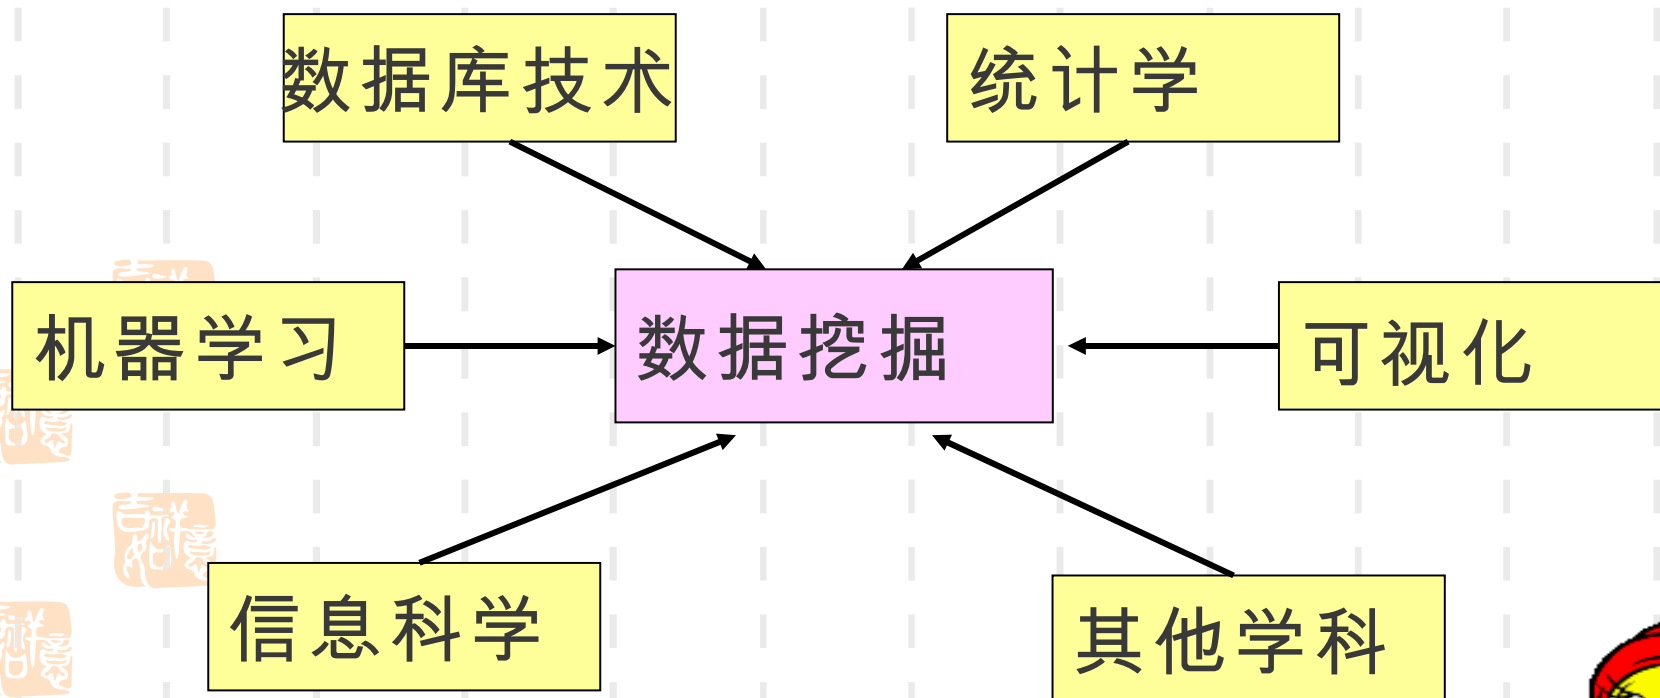 数据库技术
统计学
机器学习
数据挖掘
可视化
信息科学
其他学科